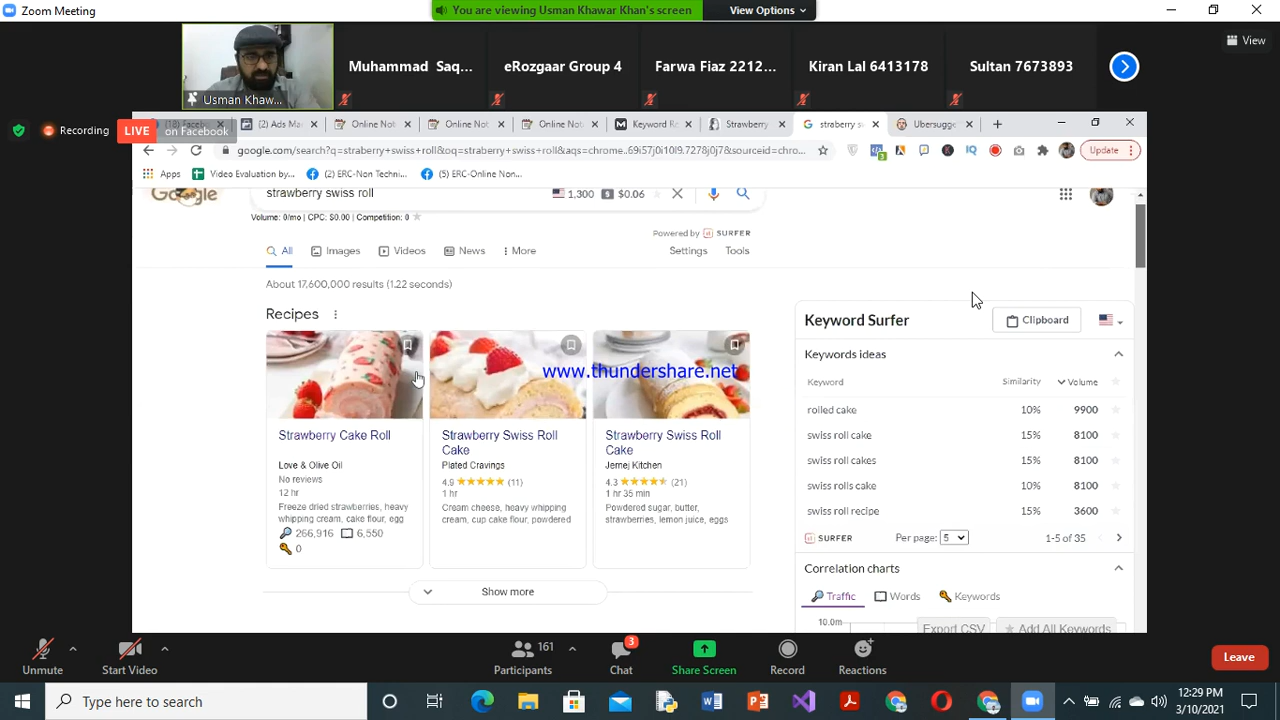 Zoom Meeting
You are viewing Usman Khawar Khan's screen
View Options
View
Usman Khaw...
Muhammad Saq...
eRozgaar Group 4
Farwa Fiaz 2212...
Kiran Lal 6413178
Sultan 7673893
Recording
LIVE on Facebook
(2) Ads Ma
Online Not
Online Not
Online Not
Keyword Re
Strawberry
straberry sw
Ubersugge
google.com/search?q=straberry+swiss+roll&oq=straberry+swiss+roll&aqs=chrome..69i57j0i10l9.7278j0j7&sourceid=chro...
Update
Apps
Video Evaluation by...
(2) ERC-Non Techni...
(5) ERC-Online Non...
Google
strawberry swiss roll
1,300
$0.06
Volume: 0/mo | CPC: $0.00 | Competition: 0
Powered by SURFER
All
Images
Videos
News
More
Settings
Tools
About 17,600,000 results (1.22 seconds)
Recipes
www.thundershare.net
Strawberry Cake Roll
Love & Olive Oil
No reviews
12 hr
Freeze dried strawberries, heavy
whipping cream, cake flour, egg
266,916 6,550
0
Strawberry Swiss Roll
Cake
Plated Cravings
4.9 (11)
1 hr
Cream cheese, heavy whipping
cream, cup cake flour, powdered
Strawberry Swiss Roll
Cake
Jernej Kitchen
4.3 (21)
1 hr 35 min
Powdered sugar, butter,
strawberries, lemon juice, eggs
Show more
Keyword Surfer
Clipboard
Keywords ideas
Keyword Similarity Volume
rolled cake 10% 9900
swiss roll cake 15% 8100
swiss roll cakes 15% 8100
swiss rolls cake 10% 8100
swiss roll recipe 15% 3600
SURFER
Per page: 5
1-5 of 35
Correlation charts
Traffic
Words
Keywords
10.0m
Export CSV
Add All Keywords
Unmute
Start Video
161
Participants
3
Chat
Share Screen
Record
Reactions
Leave
Type here to search
12:29 PM
3/10/2021